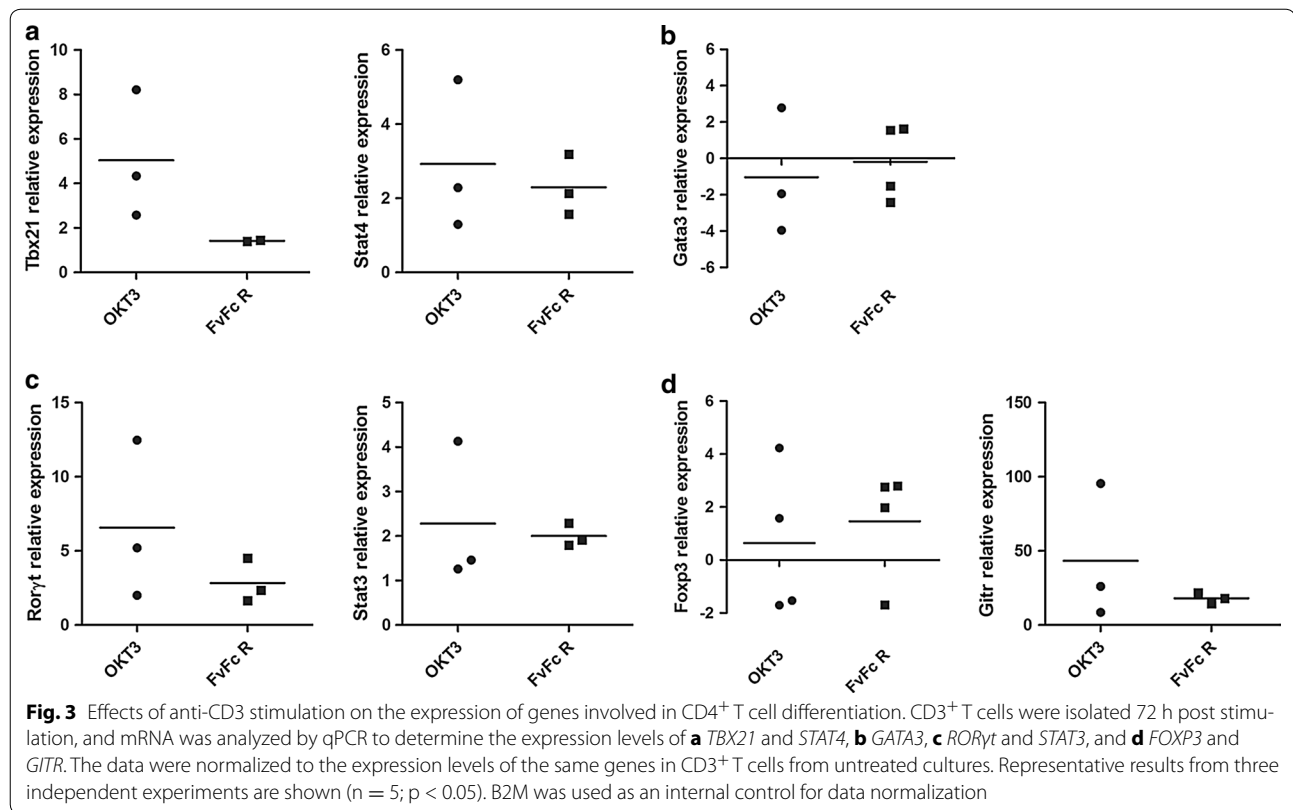 a
b
Tbx21 relative expression
10
8
6
4
2
0
OKT3
FvFc R
Stat4 relative expression
6
4
2
0
OKT3
FvFc R
Gata3 relative expression
6
4
2
0
-2
-4
-6
OKT3
FvFc R
c
d
Rorγt relative expression
15
10
5
0
OKT3
FvFc R
Stat3 relative expression
5
4
3
2
1
0
OKT3
FvFc R
Foxp3 relative expression
6
4
2
0
-2
OKT3
FvFc R
Gitr relative expression
150
100
50
0
OKT3
FvFc R
Fig. 3 Effects of anti-CD3 stimulation on the expression of genes involved in CD4+ T cell differentiation. CD3+ T cells were isolated 72 h post stimu-
lation, and mRNA was analyzed by qPCR to determine the expression levels of a TBX21 and STAT4, b GATA3, c RORγt and STAT3, and d FOXP3 and
GITR. The data were normalized to the expression levels of the same genes in CD3+ T cells from untreated cultures. Representative results from three
independent experiments are shown (n = 5; p < 0.05). B2M was used as an internal control for data normalization